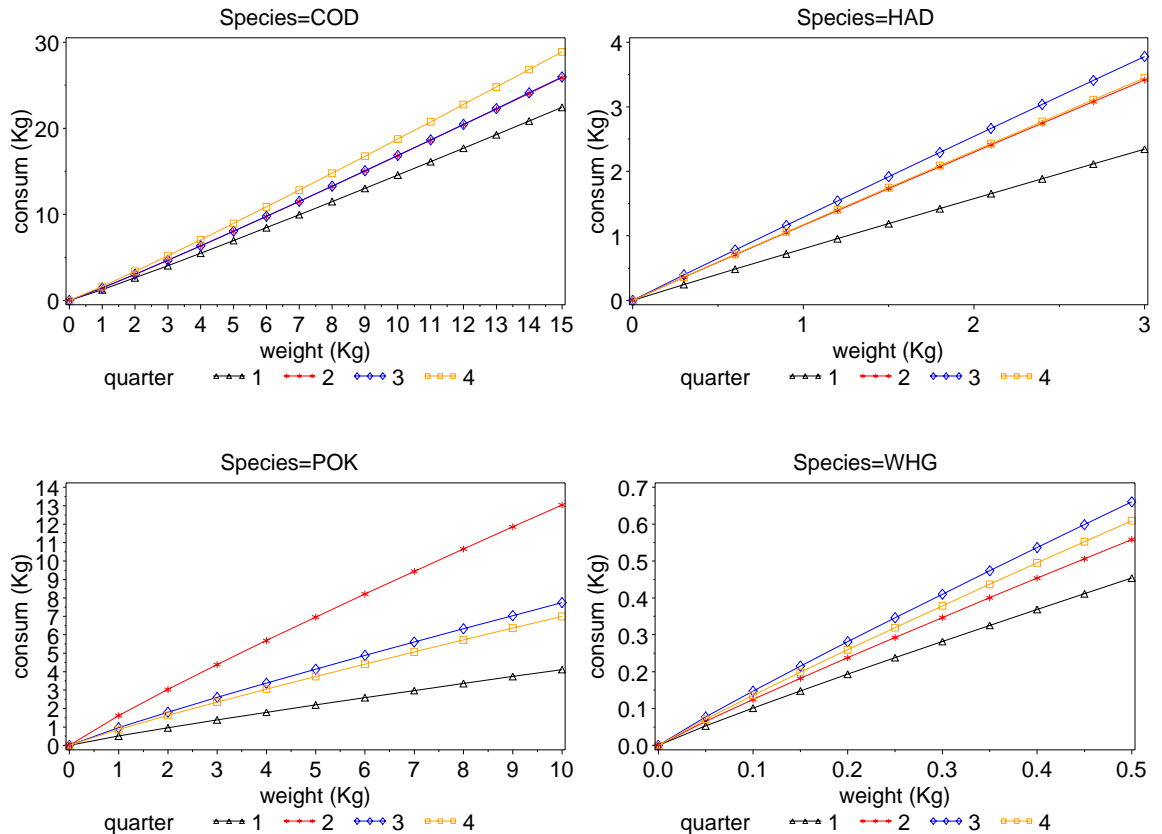 Species=COD
consum (Kg)
30
20
10
0
0 1 2 3 4 5 6 7 8 9 10 11 12 13 14 15
weight (Kg)
quarter 1 2 3 4
Species=HAD
consum (Kg)
4
3
2
1
0
0 1 2 3
weight (Kg)
quarter 1 2 3 4
Species=POK
consum (Kg)
14
13
12
11
10
9
8
7
6
5
4
3
2
1
0
0 1 2 3 4 5 6 7 8 9 10
weight (Kg)
quarter 1 2 3 4
Species=WHG
consum (Kg)
0.7
0.6
0.5
0.4
0.3
0.2
0.1
0.0
0.0 0.1 0.2 0.3 0.4 0.5
weight (Kg)
quarter 1 2 3 4